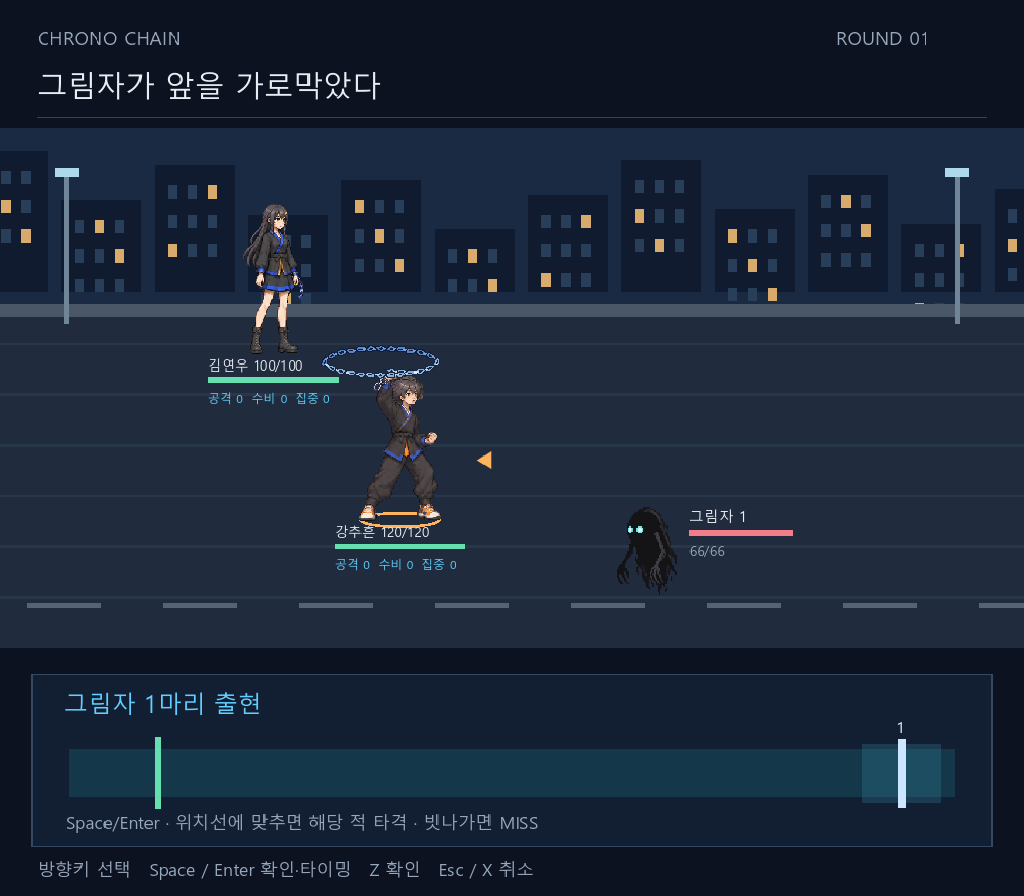 CHRONO CHAIN
ROUND 01
그림자가 앞을 가로막았다
김연우 100/100
공격 0 수비 0 집중 0
강추흔 120/120
공격 0 수비 0 집중 0
그림자 1
66/66
그림자 1마리 출현
1
Space/Enter · 위치선에 맞추면 해당 적 타격 · 빗나가면 MISS
방향키 선택 Space / Enter 확인·타이밍 Z 확인 Esc / X 취소